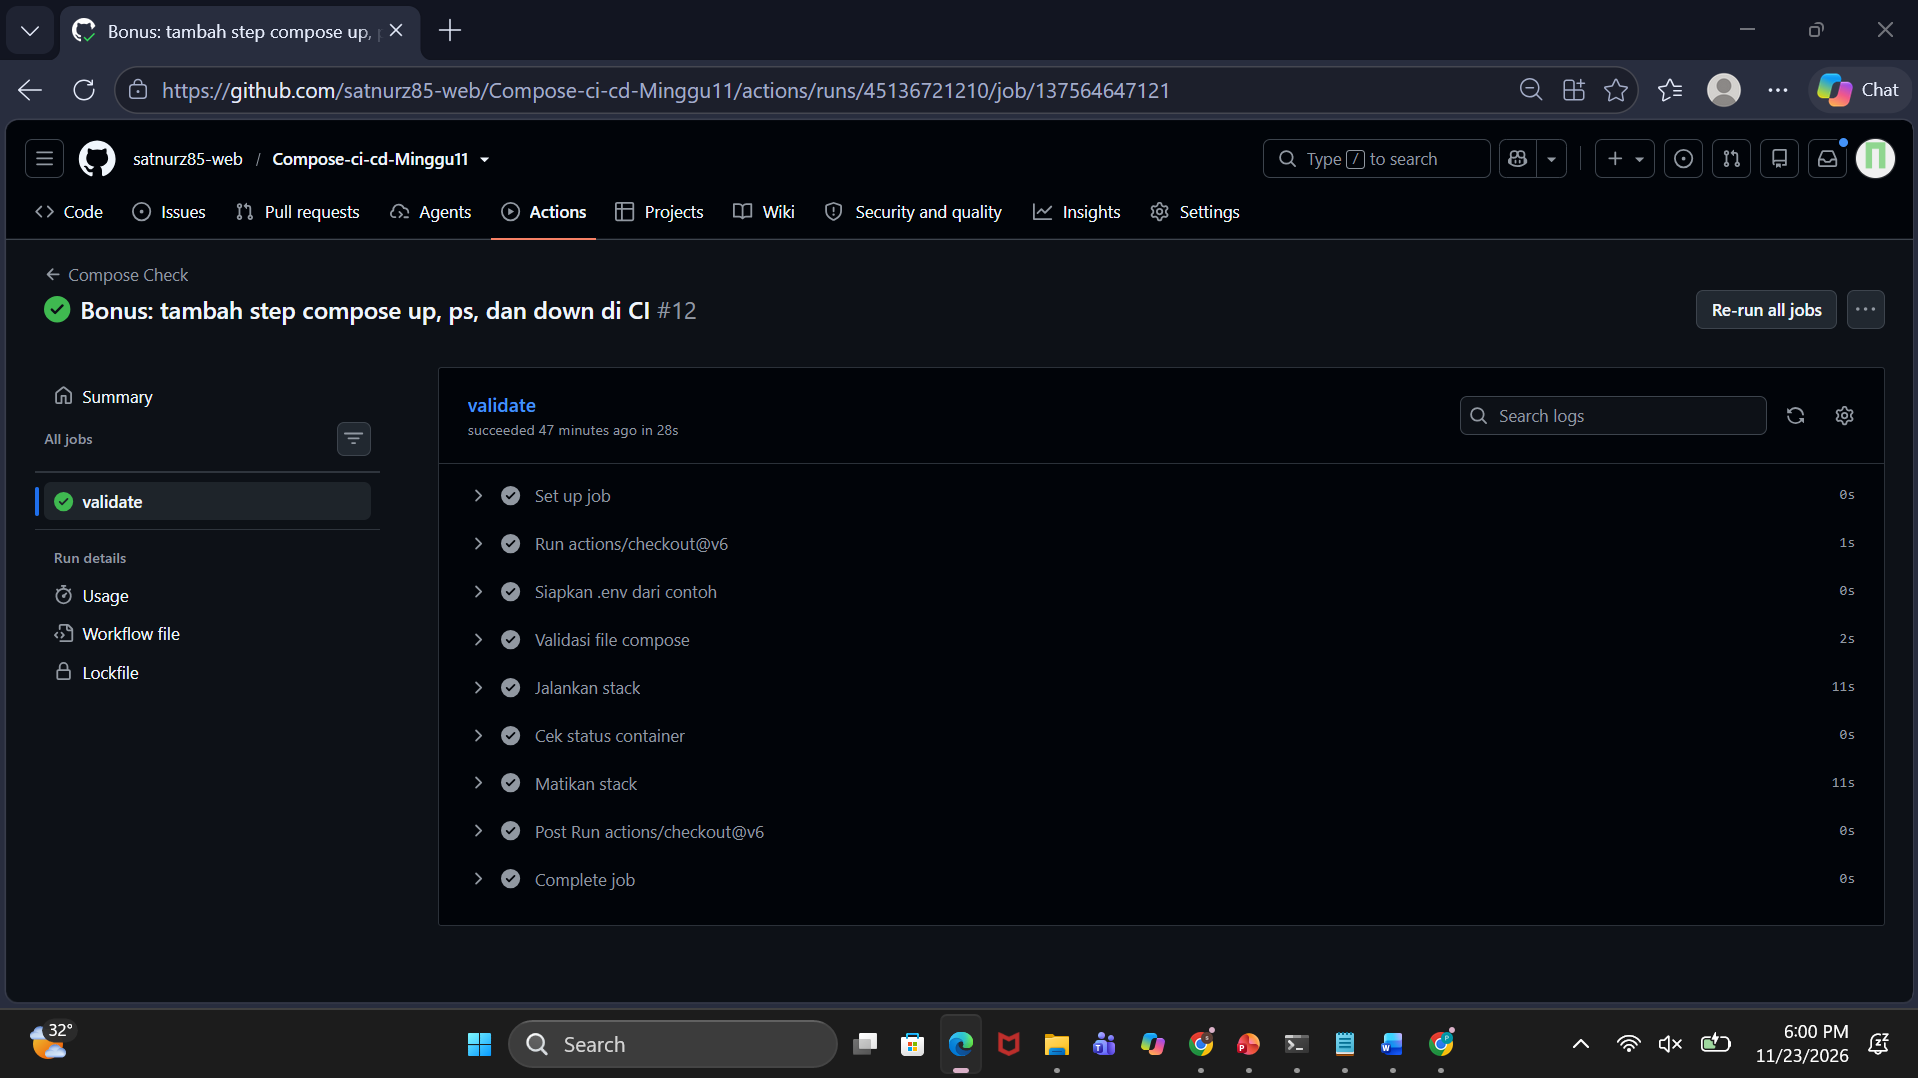 Bonus: tambah step compose up, p
https://github.com/satnurz85-web/Compose-ci-cd-Minggu11/actions/runs/45136721210/job/137564647121
Chat
satnurz85-web / Compose-ci-cd-Minggu11
Type / to search
Code
Issues
Pull requests
Agents
Actions
Projects
Wiki
Security and quality
Insights
Settings
Compose Check
Bonus: tambah step compose up, ps, dan down di CI #12
Re-run all jobs
Summary
All jobs
validate
Run details
Usage
Workflow file
Lockfile
validate
succeeded 47 minutes ago in 28s
Search logs
Set up job 0s
Run actions/checkout@v6 1s
Siapkan .env dari contoh 0s
Validasi file compose 2s
Jalankan stack 11s
Cek status container 0s
Matikan stack 11s
Post Run actions/checkout@v6 0s
Complete job 0s
32°
Search
6:00 PM
11/23/2026